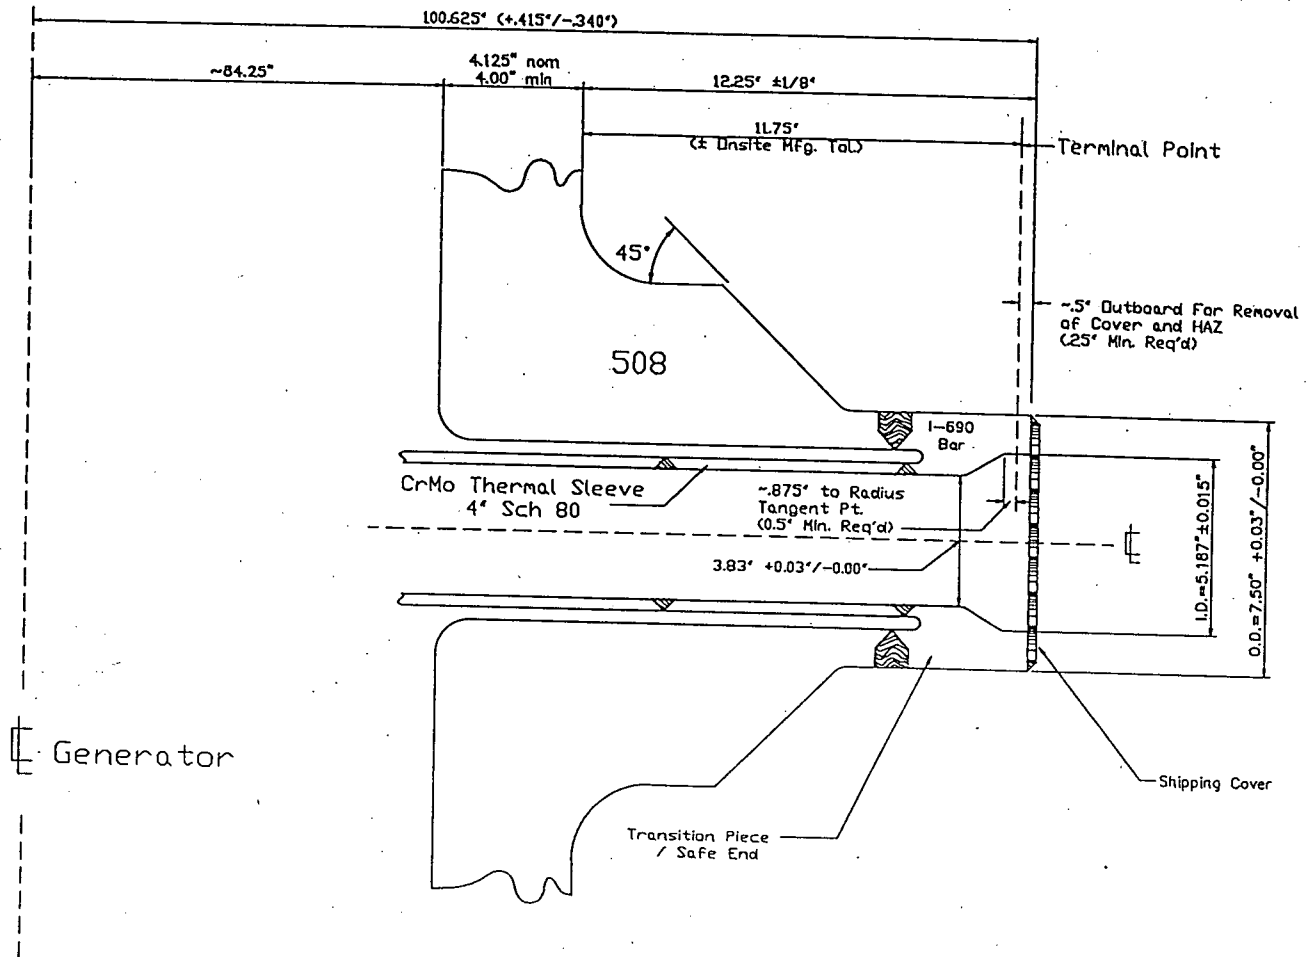 100.625" (+.415"/-.340")
~84.25"
4.125" nom
4.00" min
12.25" ±1/8"
11.75"
(± Onsite Mfg. Tol.)
Terminal Point
45°
~.5" Outboard For Removal
of Cover and HAZ
(.25" Min. Req'd)
508
I-690
Bar
CrMo Thermal Sleeve
4" Sch 80
~.875" to Radius
Tangent Pt.
(0.5" Min. Req'd)
3.83" +0.03"/-0.00"
I.D.=5.187"±0.015"
O.D.=7.50" +0.03"/-0.00"
Generator
Shipping Cover
Transition Piece
/ Safe End